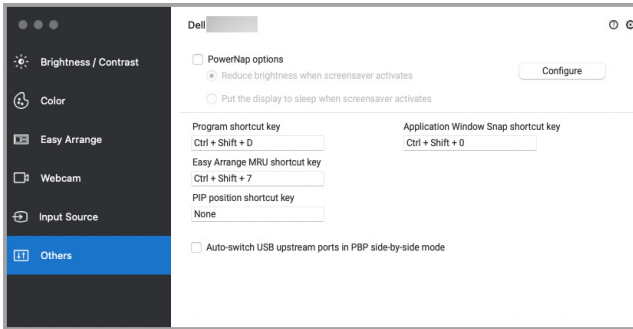 Dell
Brightness / Contrast
Color
Easy Arrange
Webcam
Input Source
Others
PowerNap options
Reduce brightness when screensaver activates
Configure
Put the display to sleep when screensaver activates
Program shortcut key
Application Window Snap shortcut key
Ctrl + Shift + D
Ctrl + Shift + 0
Easy Arrange MRU shortcut key
Ctrl + Shift + 7
PIP position shortcut key
None
Auto-switch USB upstream ports in PBP side-by-side mode